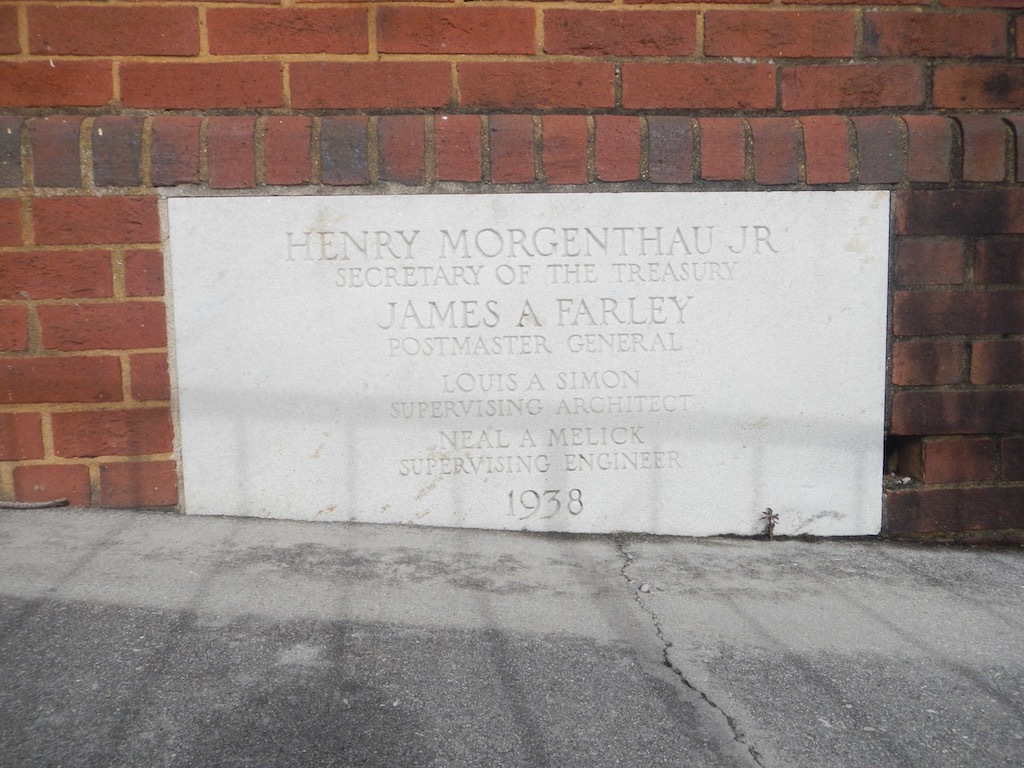 HENRY MORGENTHAU JR
SECRETARY OF THE TREASURY
JAMES A FARLEY
POSTMASTER GENERAL
LOUIS A SIMON
SUPERVISING ARCHITECT
NEAL A MELICK
SUPERVISING ENGINEER
1938